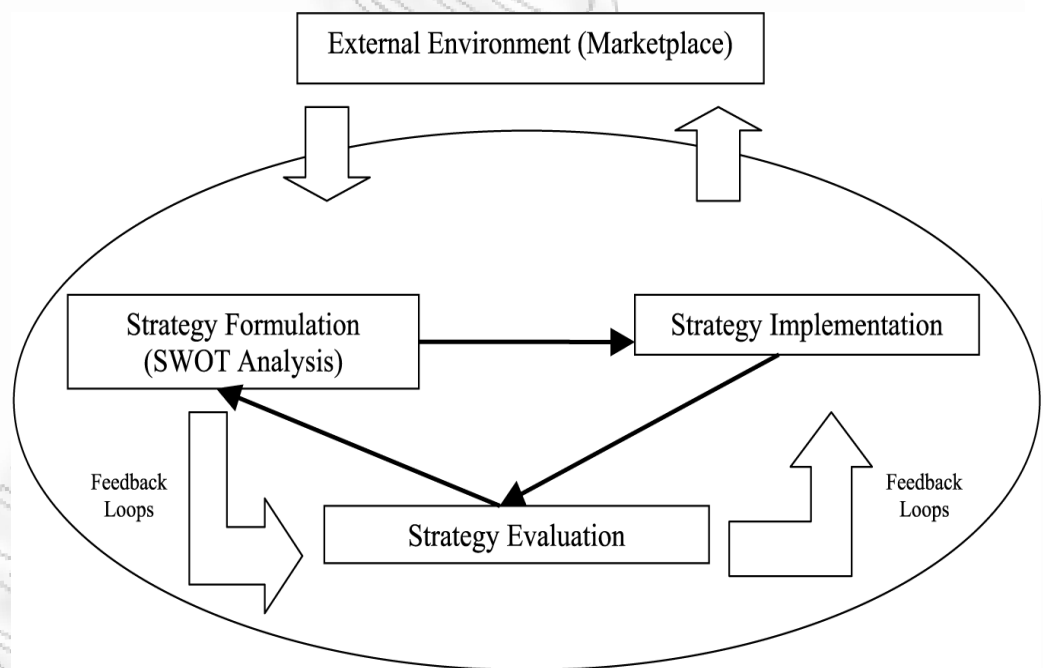 External Environment (Marketplace)
Strategy Formulation
(SWOT Analysis)
Strategy Implementation
Feedback
Loops
Feedback
Loops
Strategy Evaluation